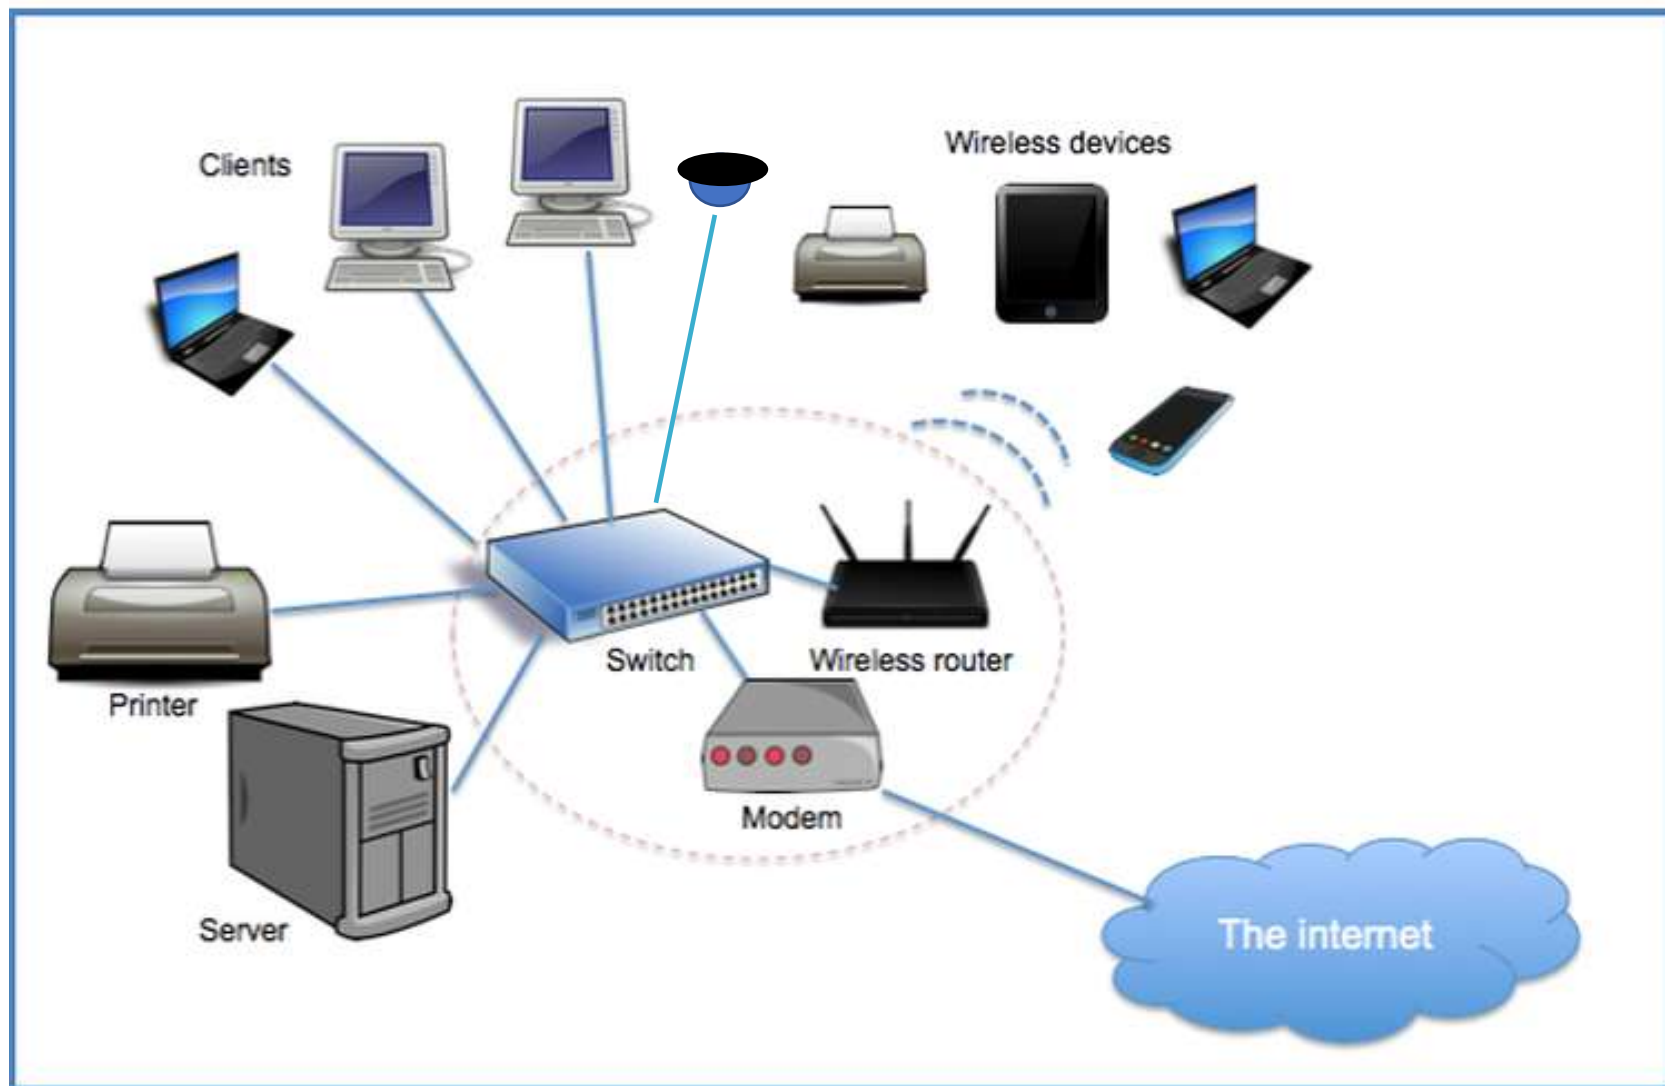 Clients
Wireless devices
Switch
Wireless router
Printer
Modem
Server
The internet